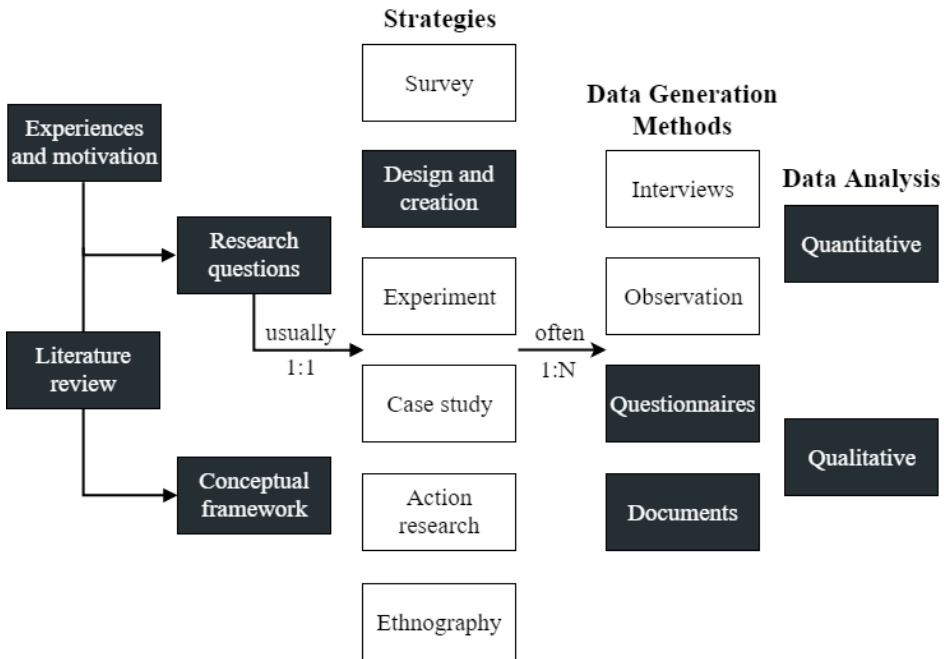 Experiences
and motivation
Literature
review
Research
questions
Conceptual
framework
usually
1:1
Strategies
Survey
Design and
creation
Experiment
Case study
Action
research
Ethnography
often
1:N
Data Generation
Methods
Interviews
Observation
Questionnaires
Documents
Data Analysis
Quantitative
Qualitative